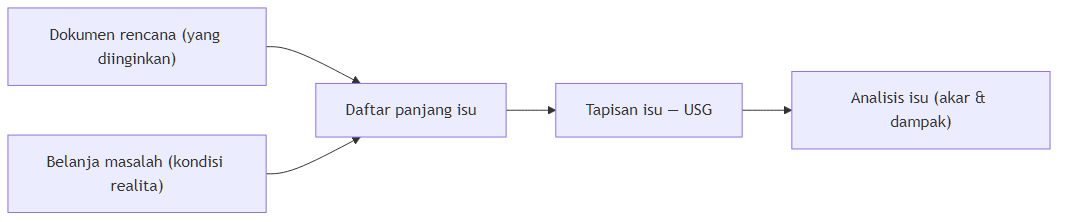 Dokumen rencana (yang
diinginkan)
Belanja masalah (kondisi
realita)
Daftar panjang isu
Tapisan isu — USG
Analisis isu (akar &
dampak)